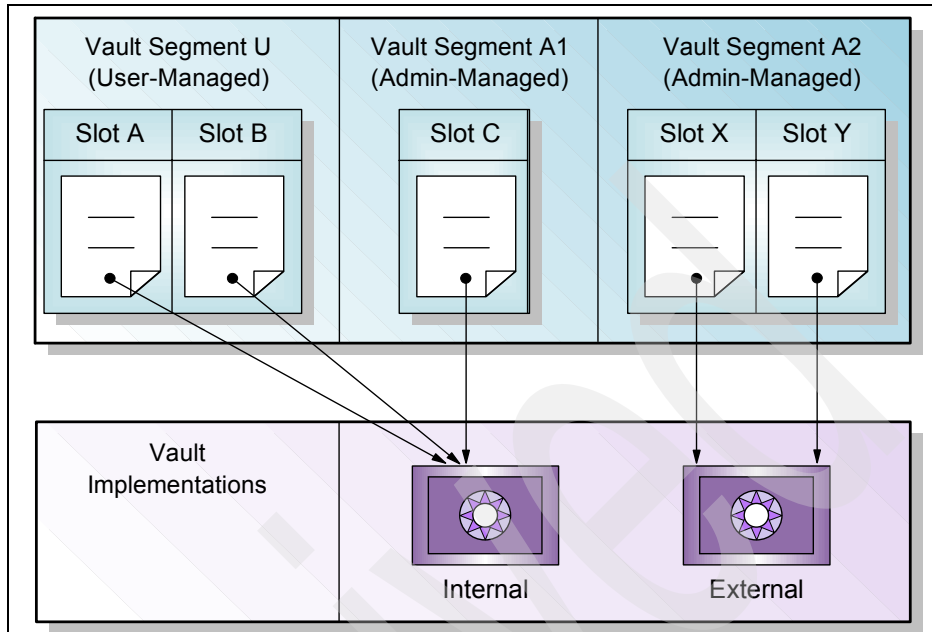 Vault Segment U
(User-Managed)
Vault Segment A1
(Admin-Managed)
Vault Segment A2
(Admin-Managed)
Slot A
Slot B
Slot C
Slot X
Slot Y
Vault
Implementations
Internal
External